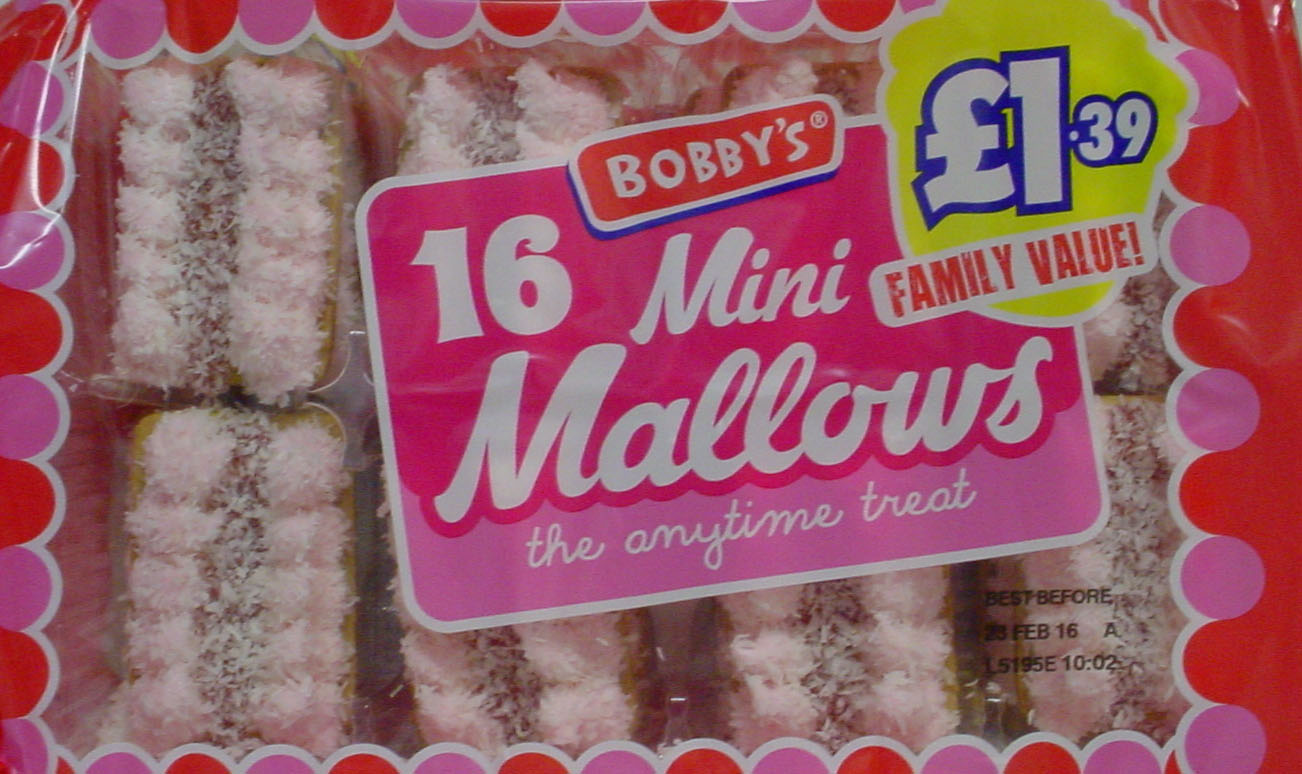 BOBBY'S®
£1.39
FAMILY VALUE!
16 Mini
Mallows
the anytime treat
BEST BEFORE
23 FEB 16 A
L5195E 10:02